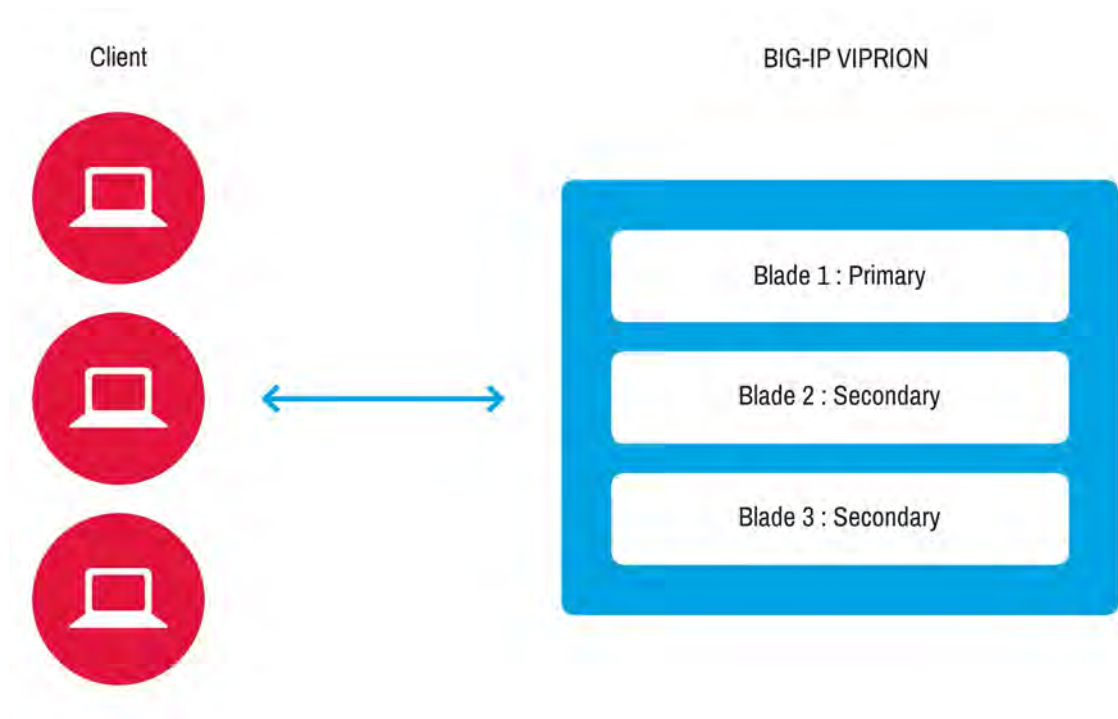 Client
BIG-IP VIPRION
Blade 1 : Primary
Blade 2 : Secondary
Blade 3 : Secondary